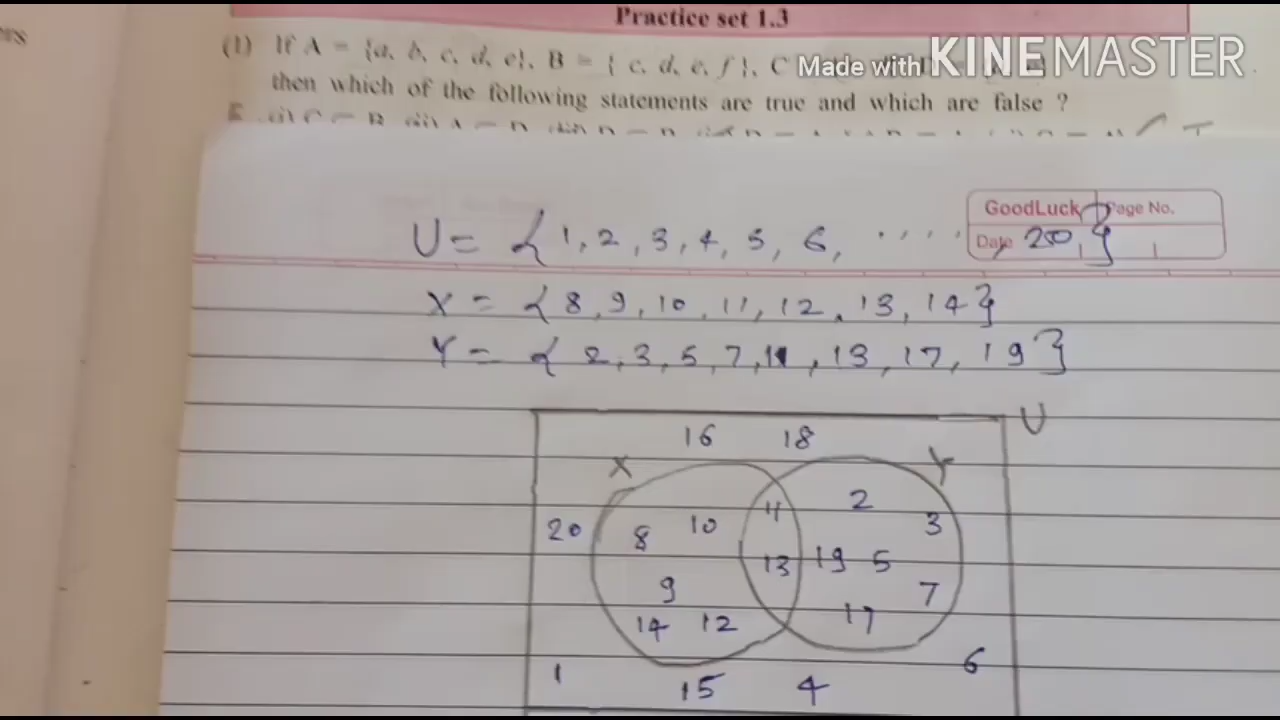 Practice set 1.3
(1) If A = {a, b, c, d, e}, B = { c, d, e, f }, C
Made with KINEMASTER
then which of the following statements are true and which are false ?
GoodLuck Page No.
Date
U = { 1, 2, 3, 4, 5, 6, ...., 20}
X = { 8, 9, 10, 11, 12, 13, 14 }
Y = { 2, 3, 5, 7, 11, 13, 17, 19 }
U
16 18
X Y
20 8 10 11 2 3
13 19 5
9 7
14 12 17
1 15 4 6